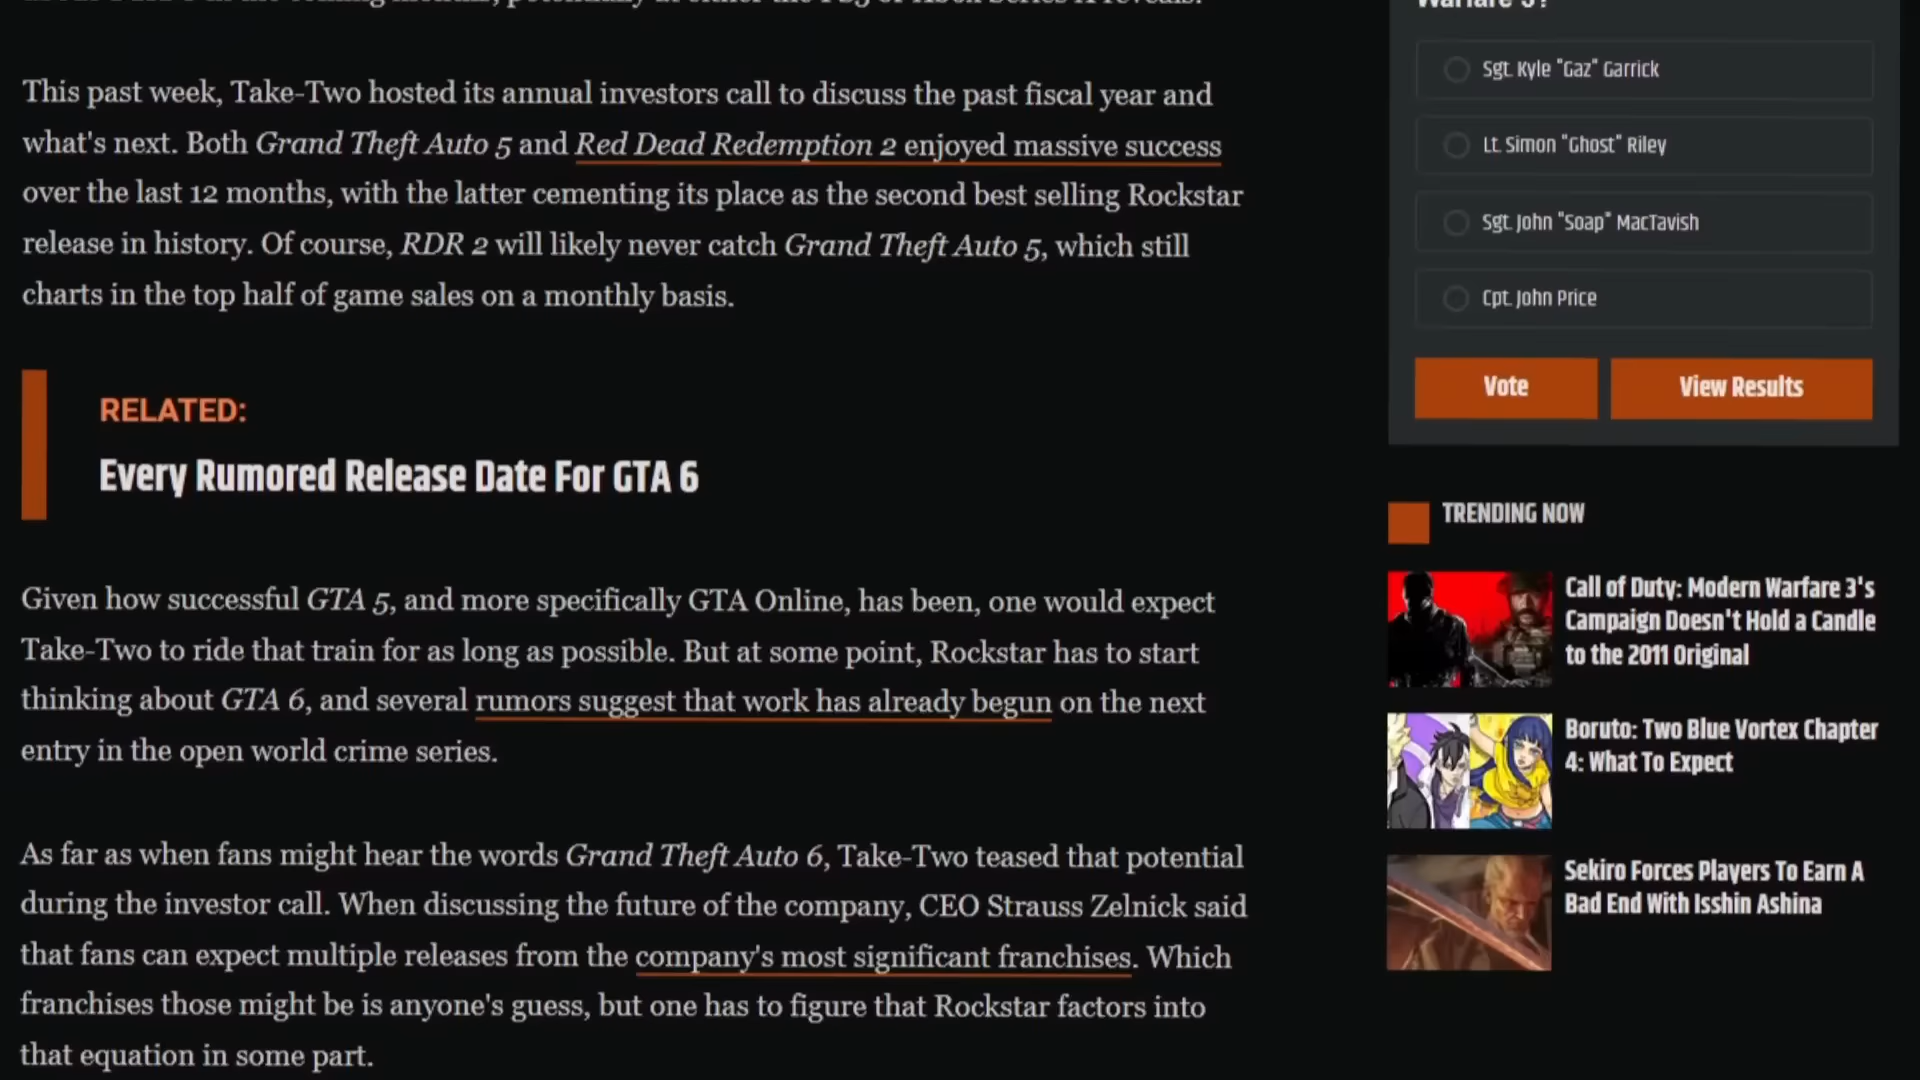 This past week, Take-Two hosted its annual investors call to discuss the past fiscal year and
what's next. Both Grand Theft Auto 5 and Red Dead Redemption 2 enjoyed massive success
over the last 12 months, with the latter cementing its place as the second best selling Rockstar
release in history. Of course, RDR 2 will likely never catch Grand Theft Auto 5, which still
charts in the top half of game sales on a monthly basis.
RELATED:
Every Rumored Release Date For GTA 6
Given how successful GTA 5, and more specifically GTA Online, has been, one would expect
Take-Two to ride that train for as long as possible. But at some point, Rockstar has to start
thinking about GTA 6, and several rumors suggest that work has already begun on the next
entry in the open world crime series.
As far as when fans might hear the words Grand Theft Auto 6, Take-Two teased that potential
during the investor call. When discussing the future of the company, CEO Strauss Zelnick said
that fans can expect multiple releases from the company's most significant franchises. Which
franchises those might be is anyone's guess, but one has to figure that Rockstar factors into
that equation in some part.
Warfare 3?
Sgt. Kyle "Gaz" Garrick
Lt. Simon "Ghost" Riley
Sgt. John "Soap" MacTavish
Cpt. John Price
Vote
View Results
TRENDING NOW
Call of Duty: Modern Warfare 3's
Campaign Doesn't Hold a Candle
to the 2011 Original
Boruto: Two Blue Vortex Chapter
4: What To Expect
Sekiro Forces Players To Earn A
Bad End With Isshin Ashina